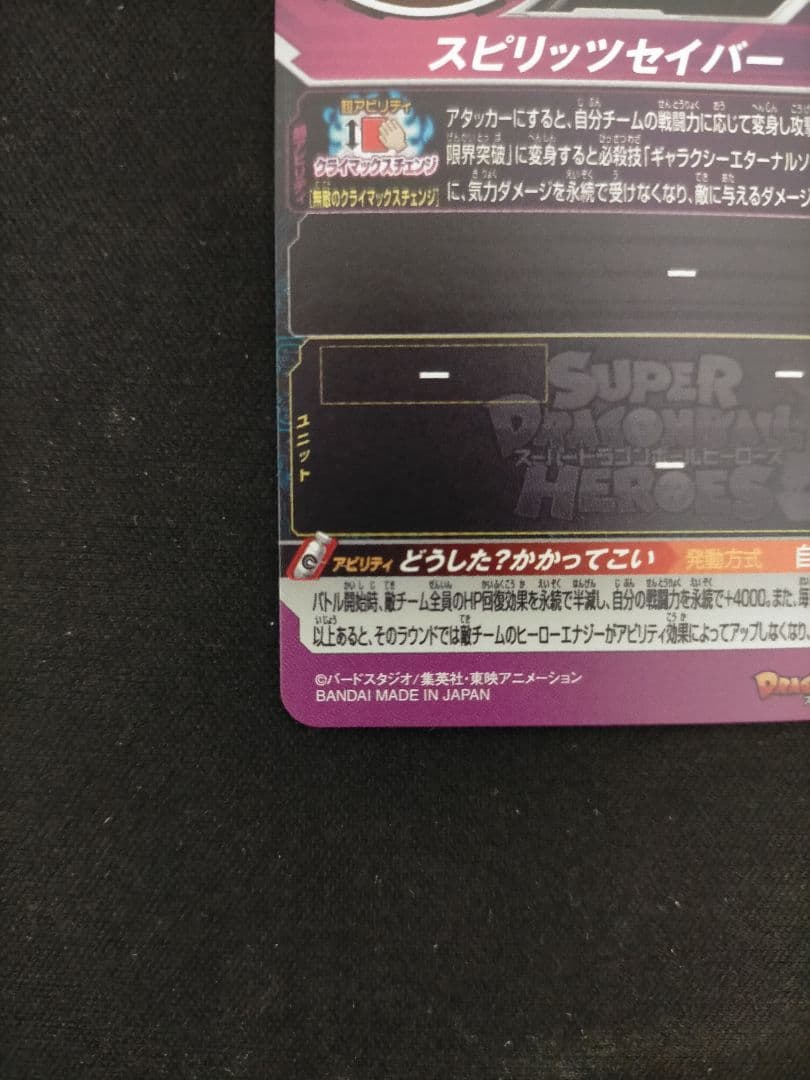 スピリッツセイバー
超アビリティ
クライマックスチェンジ
[無敵のクライマックスチェンジ]
超アビリティ
アタッカーにすると、自分チームの戦闘力に応じて変身し攻撃
限界突破」に変身すると必殺技「ギャラクシーエターナルソ
に、気力ダメージを永続で受けなくなり、敵に与えるダメージ
ー
ー
ー
ユニット
ー
SUPER
DRAGONBALL
スーパードラゴンボールヒーローズ
HEROES
アビリティ どうした?かかってこい 発動方式 自
バトル開始時、敵チーム全員のHP回復効果を永続で半減し、自分の戦闘力を永続で+4000。また、毎
以上あると、そのラウンドでは敵チームのヒーローエナジーがアビリティ効果によってアップしなくなり、
©バードスタジオ/集英社・東映アニメーション
BANDAI MADE IN JAPAN